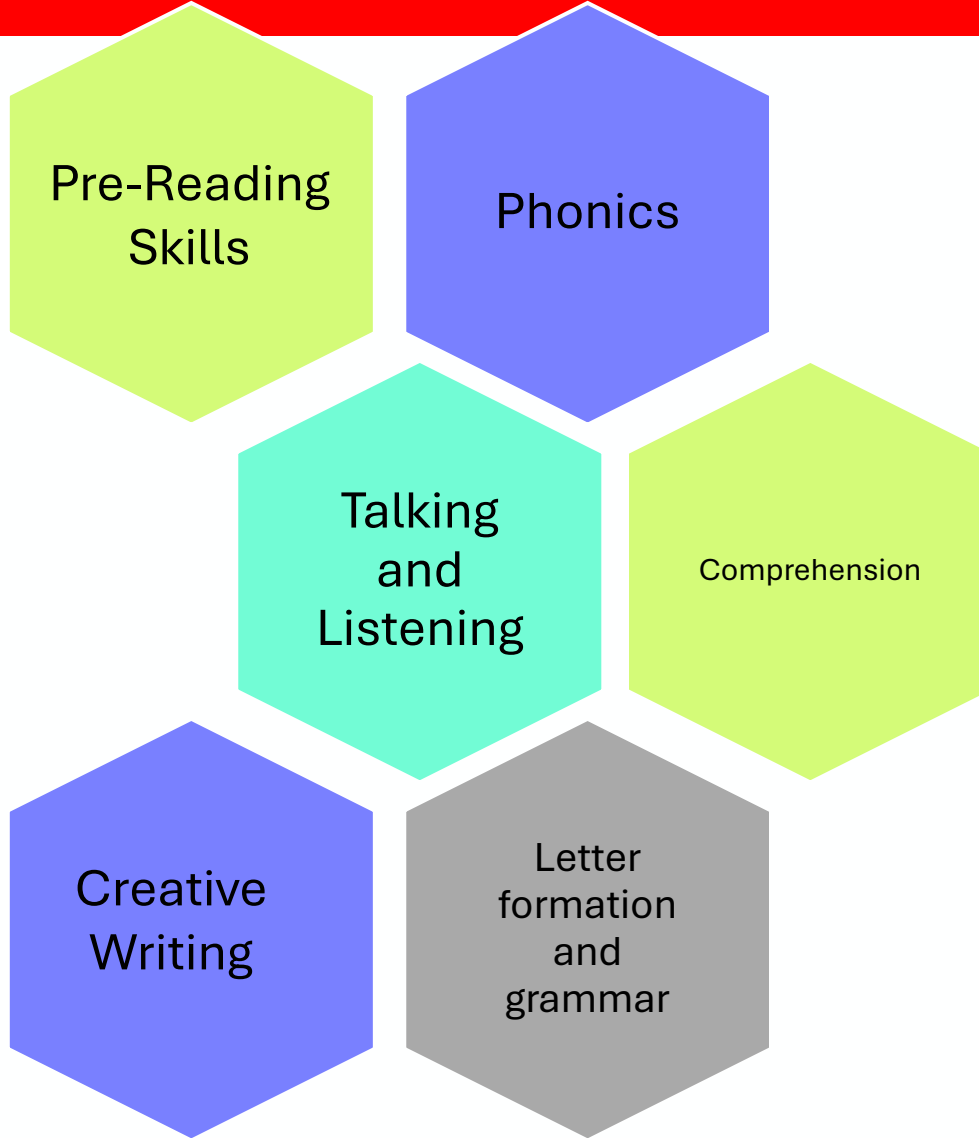 Pre-Reading
Skills
Phonics
Talking
and
Listening
Comprehension
Creative
Writing
Letter
formation
and
grammar